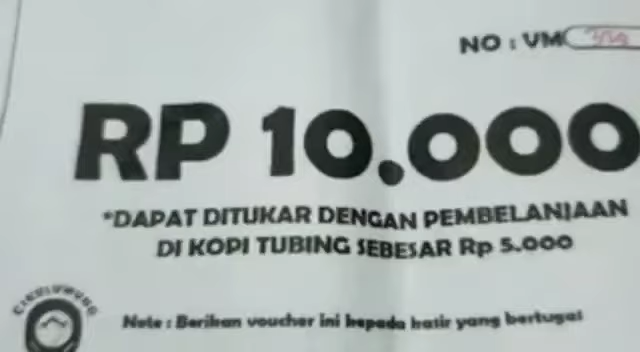 NO : VM
RP 10.000
*DAPAT DITUKAR DENGAN PEMBELANJAAN
DI KOPI TUBING SEBESAR Rp 5.000
CIKULUWUNG
Note : Berikan voucher ini kepada kasir yang bertugas